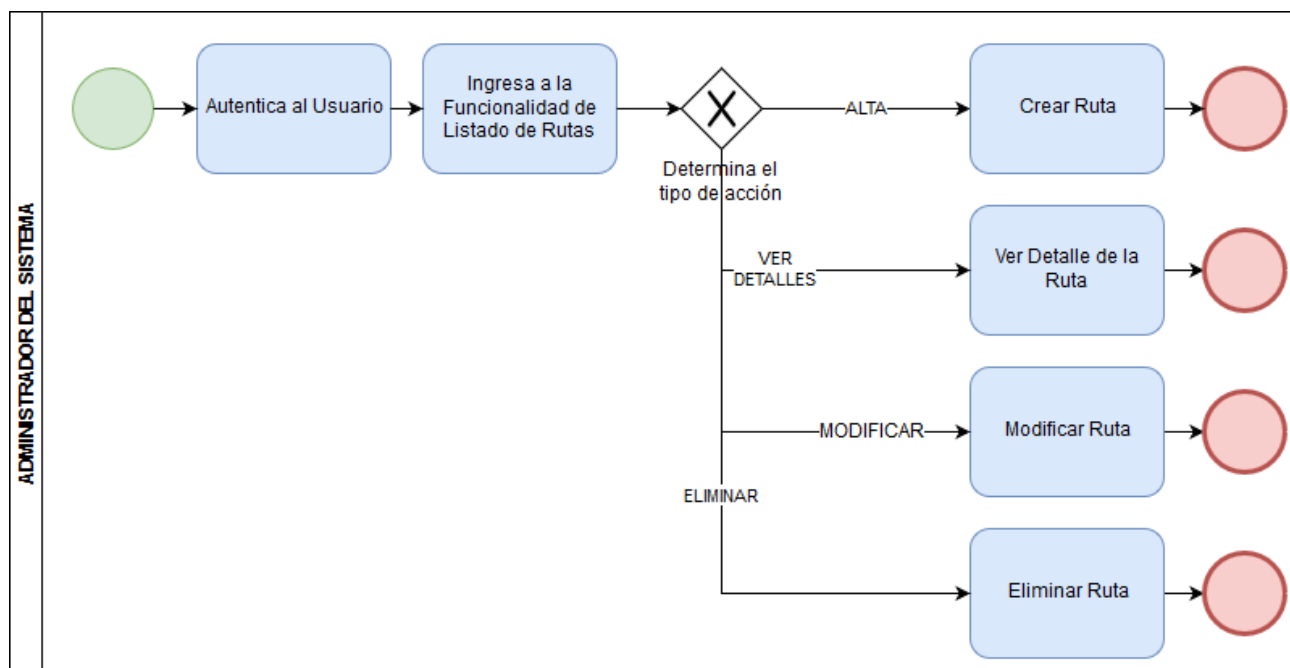 ADMINISTRADOR DEL SISTEMA
Autentica al Usuario
Ingresa a la
Funcionalidad de
Listado de Rutas
Determina el
tipo de acción
ALTA
Crear Ruta
VER
DETALLES
Ver Detalle de la
Ruta
MODIFICAR
Modificar Ruta
ELIMINAR
Eliminar Ruta